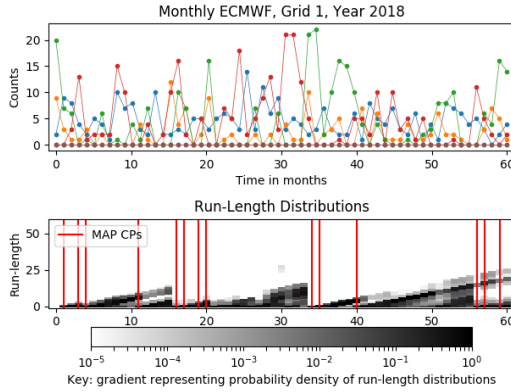 Monthly ECMWF, Grid 1, Year 2018
20
15
10
5
0
Counts
0 10 20 30 40 50 60
Time in months
Run-Length Distributions
50
25
0
Run-length
MAP CPs
0 10 20 30 40 50 60
10⁻⁵ 10⁻⁴ 10⁻³ 10⁻² 10⁻¹ 10⁰
Key: gradient representing probability density of run-length distributions